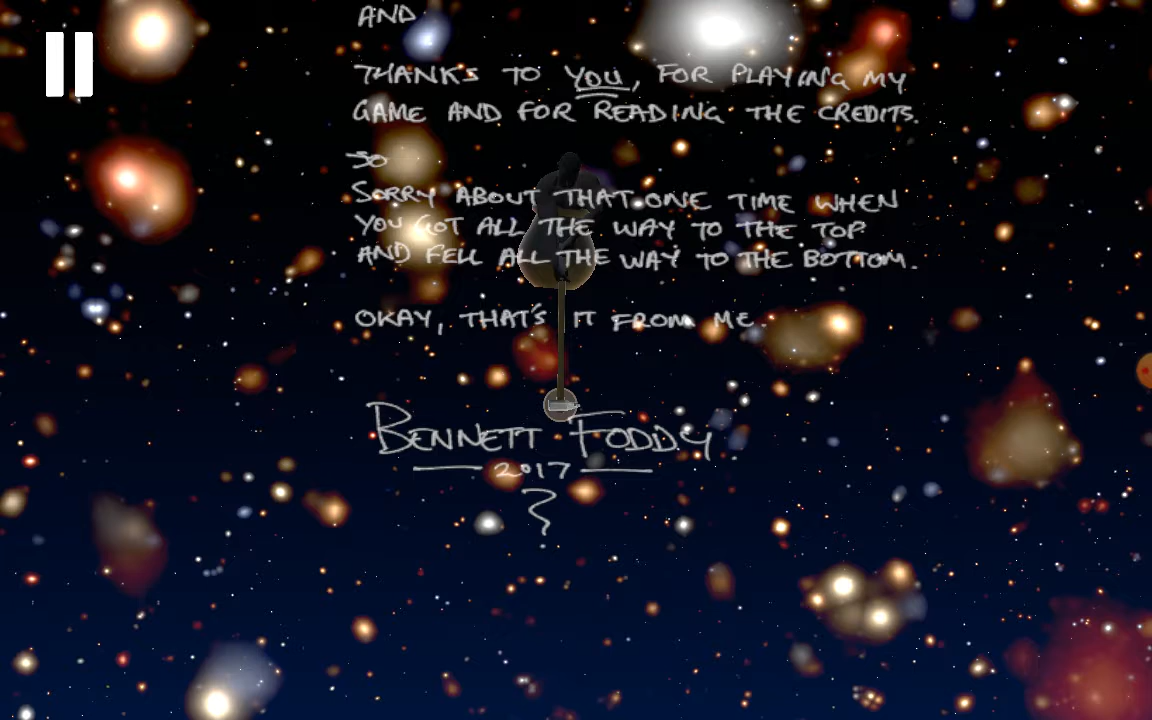 AND
THANKS TO YOU, FOR PLAYING MY
GAME AND FOR READING THE CREDITS.
SO
SORRY ABOUT THAT ONE TIME WHEN
YOU GOT ALL THE WAY TO THE TOP
AND FELL ALL THE WAY TO THE BOTTOM.
OKAY, THAT'S IT FROM ME.
BENNETT FODDY
2017